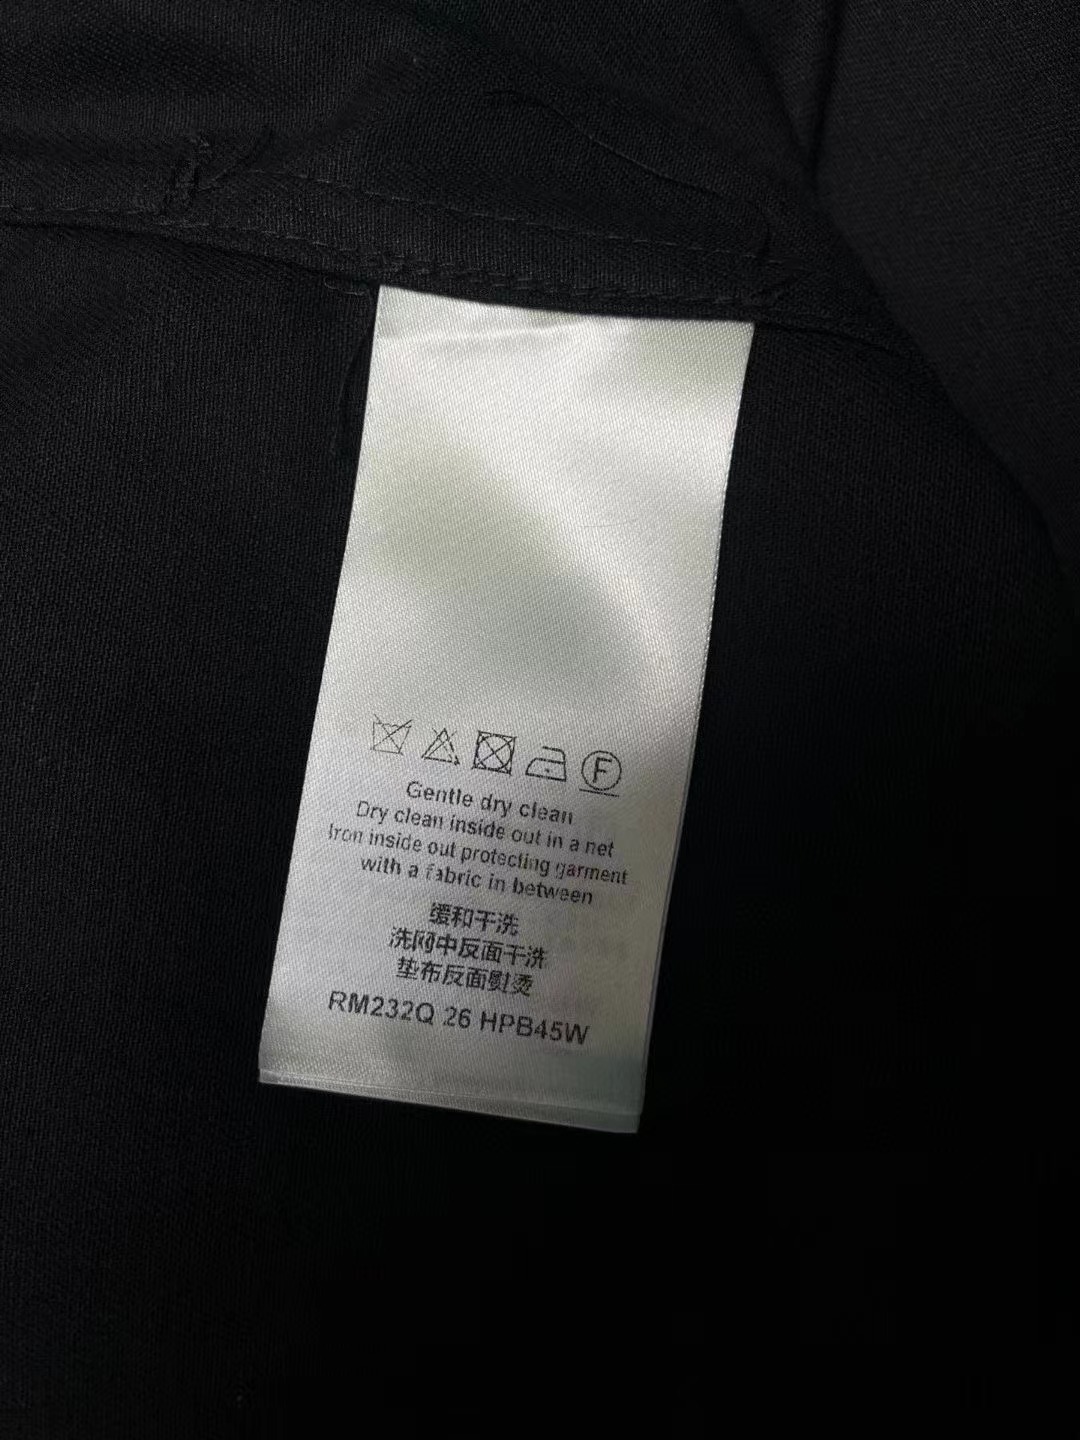 F
Gentle dry clean
Dry clean inside out in a net
Iron inside out protecting garment
with a fabric in between
缓和干洗
洗网中反面干洗
垫布反面熨烫
RM232Q 26 HPB45W